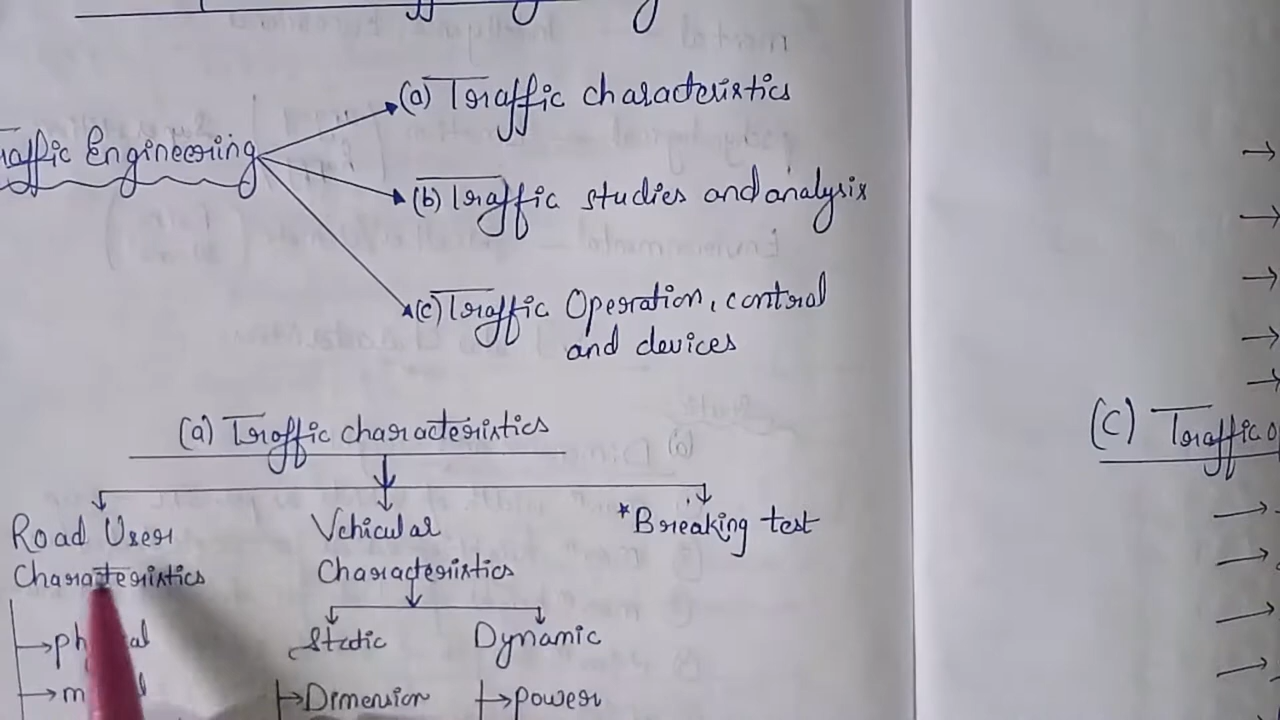 Traffic Engineering
(a) Traffic characteristics
(b) Traffic studies and analysis
(c) Traffic Operation, control
and devices
(a) Traffic characteristics
Road User
Characteristics
Vehicular
Characteristics
*Breaking test
Static
Dynamic
→Dimension
→power
(C) Traffic